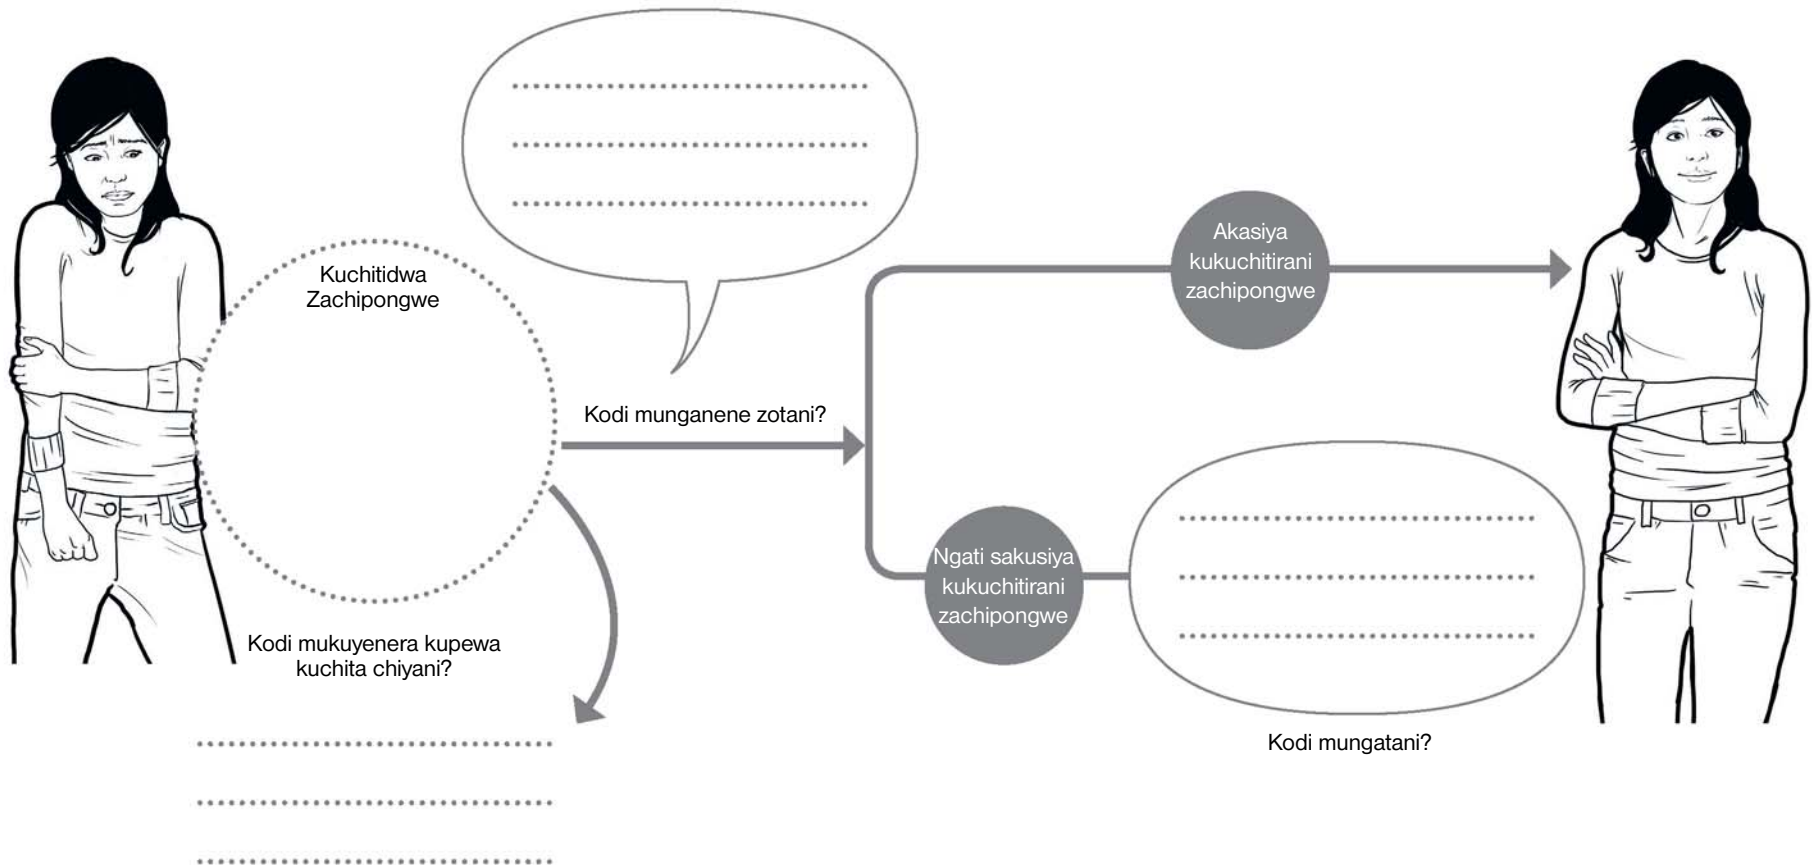 Kuchitidwa
Zachipongwe
Kodi munganene zotani?
Akasiya
kukuchitirani
zachipongwe
Ngati sakusiya
kukuchitirani
zachipongwe
Kodi mungatani?
Kodi mukuyenera kupewa
kuchita chiyani?